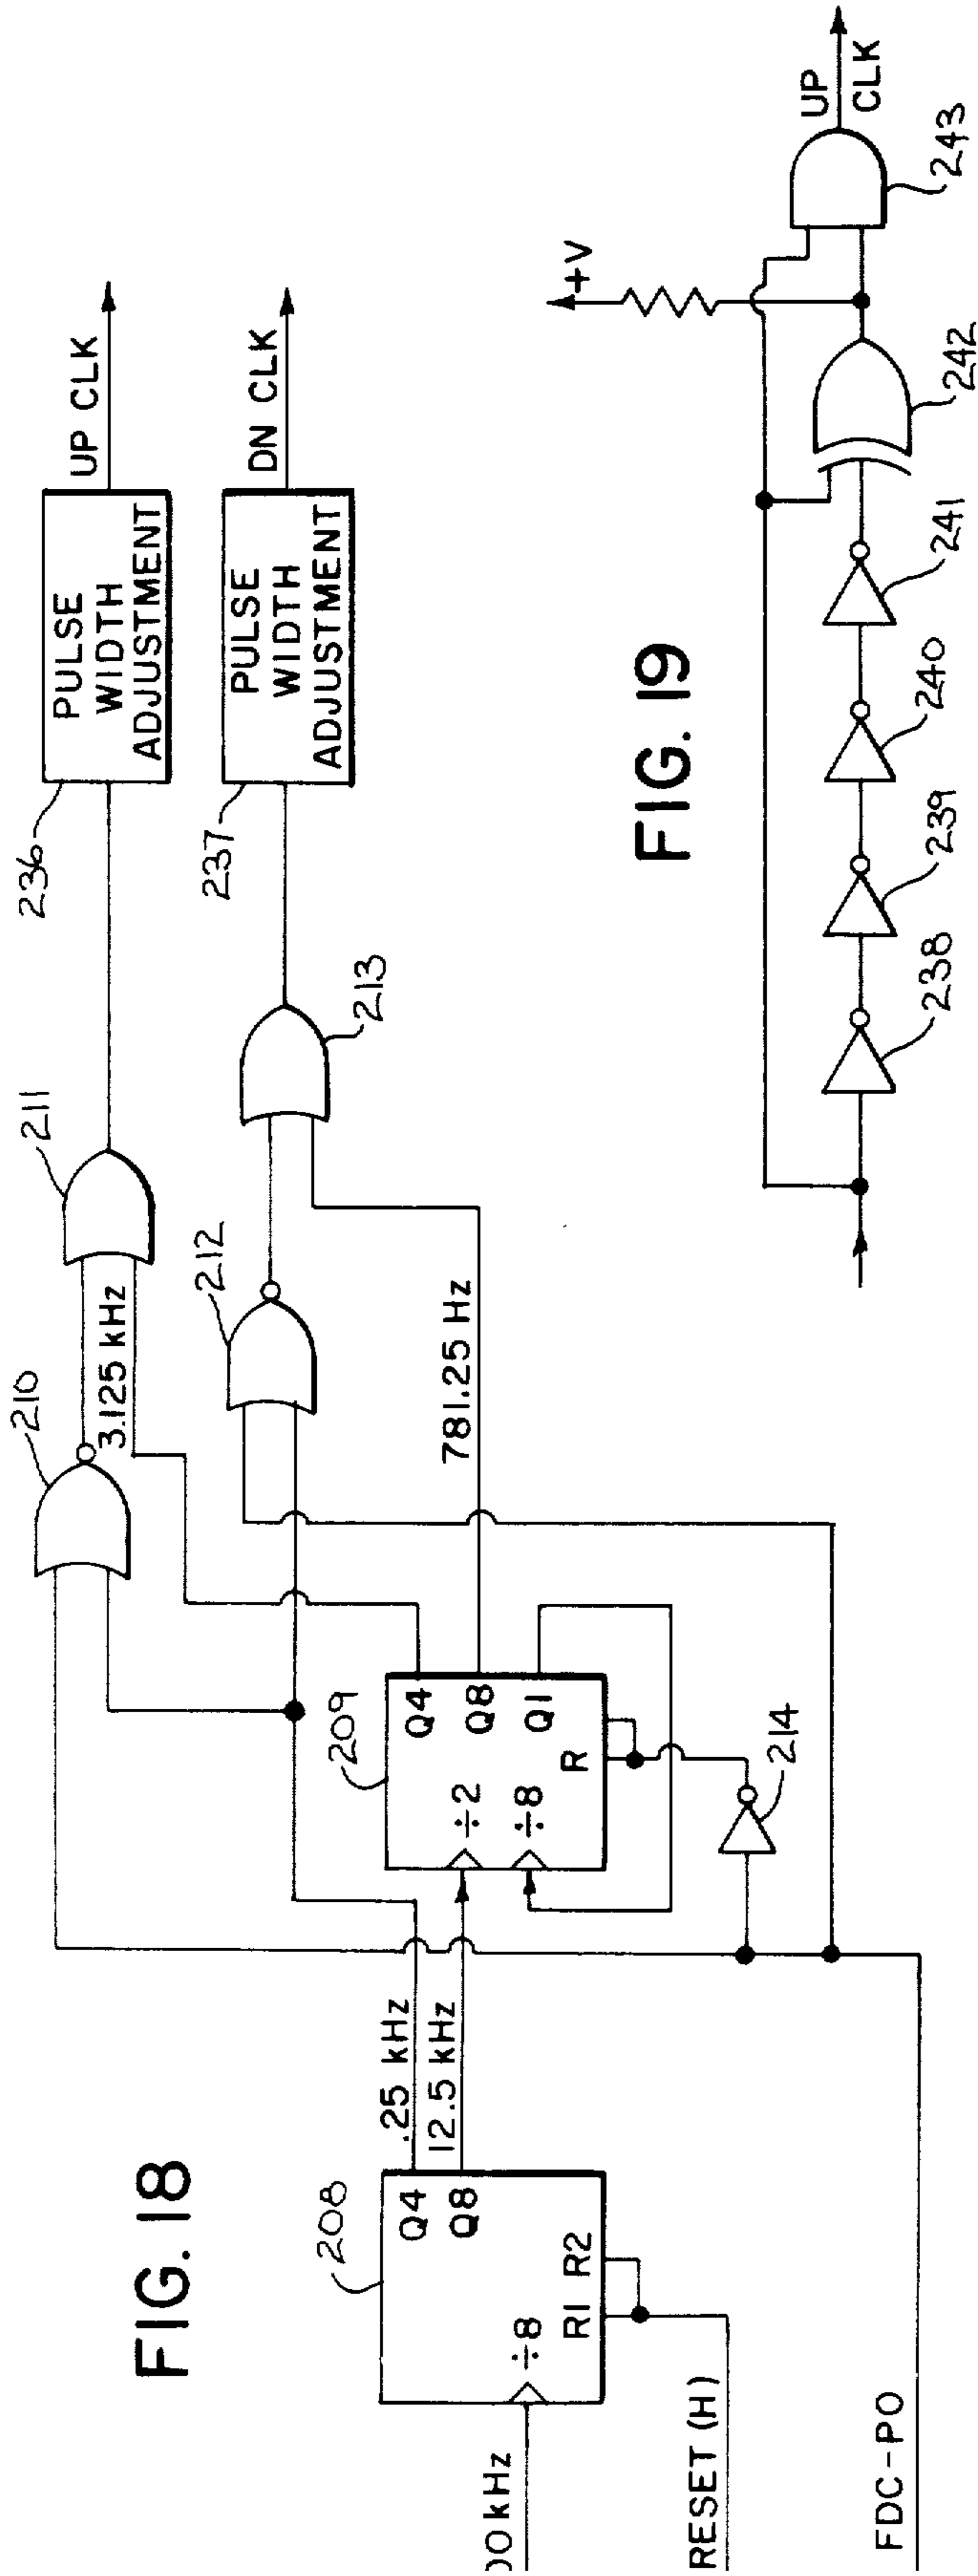 FIG. 18
00 kHz
RESET (H)
FDC-PO
208
÷8
Q4
Q8
R1
R2
.25 kHz
12.5 kHz
209
÷2
÷8
Q4
Q8
Q1
R
214
210
3.125 kHz
211
212
781.25 Hz
213
236
PULSE
WIDTH
ADJUSTMENT
UP CLK
237
PULSE
WIDTH
ADJUSTMENT
DN CLK
FIG. 19
238
239
240
241
242
+V
243
UP
CLK